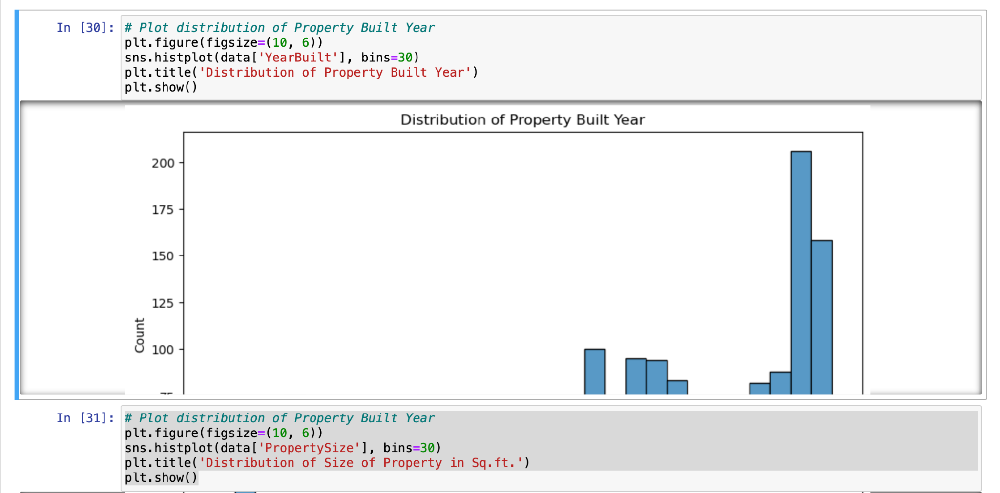 In [30]: # Plot distribution of Property Built Year
plt.figure(figsize=(10, 6))
sns.histplot(data['YearBuilt'], bins=30)
plt.title('Distribution of Property Built Year')
plt.show()
Distribution of Property Built Year
200
175
150
125
Count
100
In [31]: # Plot distribution of Property Built Year
plt.figure(figsize=(10, 6))
sns.histplot(data['PropertySize'], bins=30)
plt.title('Distribution of Size of Property in Sq.ft.')
plt.show()